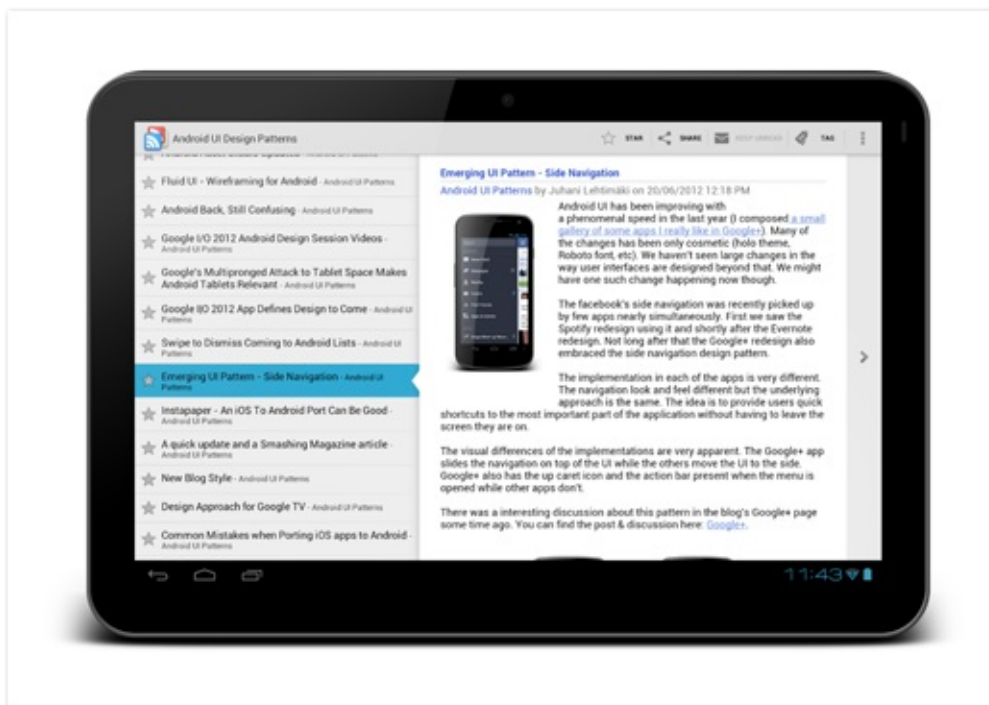 Android UI Design Patterns
STAR
SHARE
KEEP UNREAD
TAG
Fluid UI - Wireframing for Android - Android UI Patterns
Android Back, Still Confusing - Android UI Patterns
Google I/O 2012 Android Design Session Videos -
Android UI Patterns
Google's Multipronged Attack to Tablet Space Makes
Android Tablets Relevant - Android UI Patterns
Google I|O 2012 App Defines Design to Come - Android UI
Patterns
Swipe to Dismiss Coming to Android Lists - Android UI
Patterns
Emerging UI Pattern - Side Navigation - Android UI
Patterns
Instapaper - An iOS To Android Port Can Be Good -
Android UI Patterns
A quick update and a Smashing Magazine article -
Android UI Patterns
New Blog Style - Android UI Patterns
Design Approach for Google TV - Android UI Patterns
Common Mistakes when Porting iOS apps to Android -
Android UI Patterns
Emerging UI Pattern - Side Navigation
Android UI Patterns by Juhani Lehtimäki on 20/06/2012 12:18 PM
Android UI has been improving with
a phenomenal speed in the last year (I composed a small
gallery of some apps I really like in Google+). Many of
the changes has been only cosmetic (holo theme,
Roboto font, etc). We haven't seen large changes in the
way user interfaces are designed beyond that. We might
have one such change happening now though.
The facebook's side navigation was recently picked up
by few apps nearly simultaneously. First we saw the
Spotify redesign using it and shortly after the Evernote
redesign. Not long after that the Google+ redesign also
embraced the side navigation design pattern.
The implementation in each of the apps is very different.
The navigation look and feel different but the underlying
approach is the same. The idea is to provide users quick
shortcuts to the most important part of the application without having to leave the
screen they are on.
The visual differences of the implementations are very apparent. The Google+ app
slides the navigation on top of the UI while the others move the UI to the side.
Google+ also has the up caret icon and the action bar present when the menu is
opened while other apps don't.
There was a interesting discussion about this pattern in the blog's Google+ page
some time ago. You can find the post & discussion here: Google+.
11:43